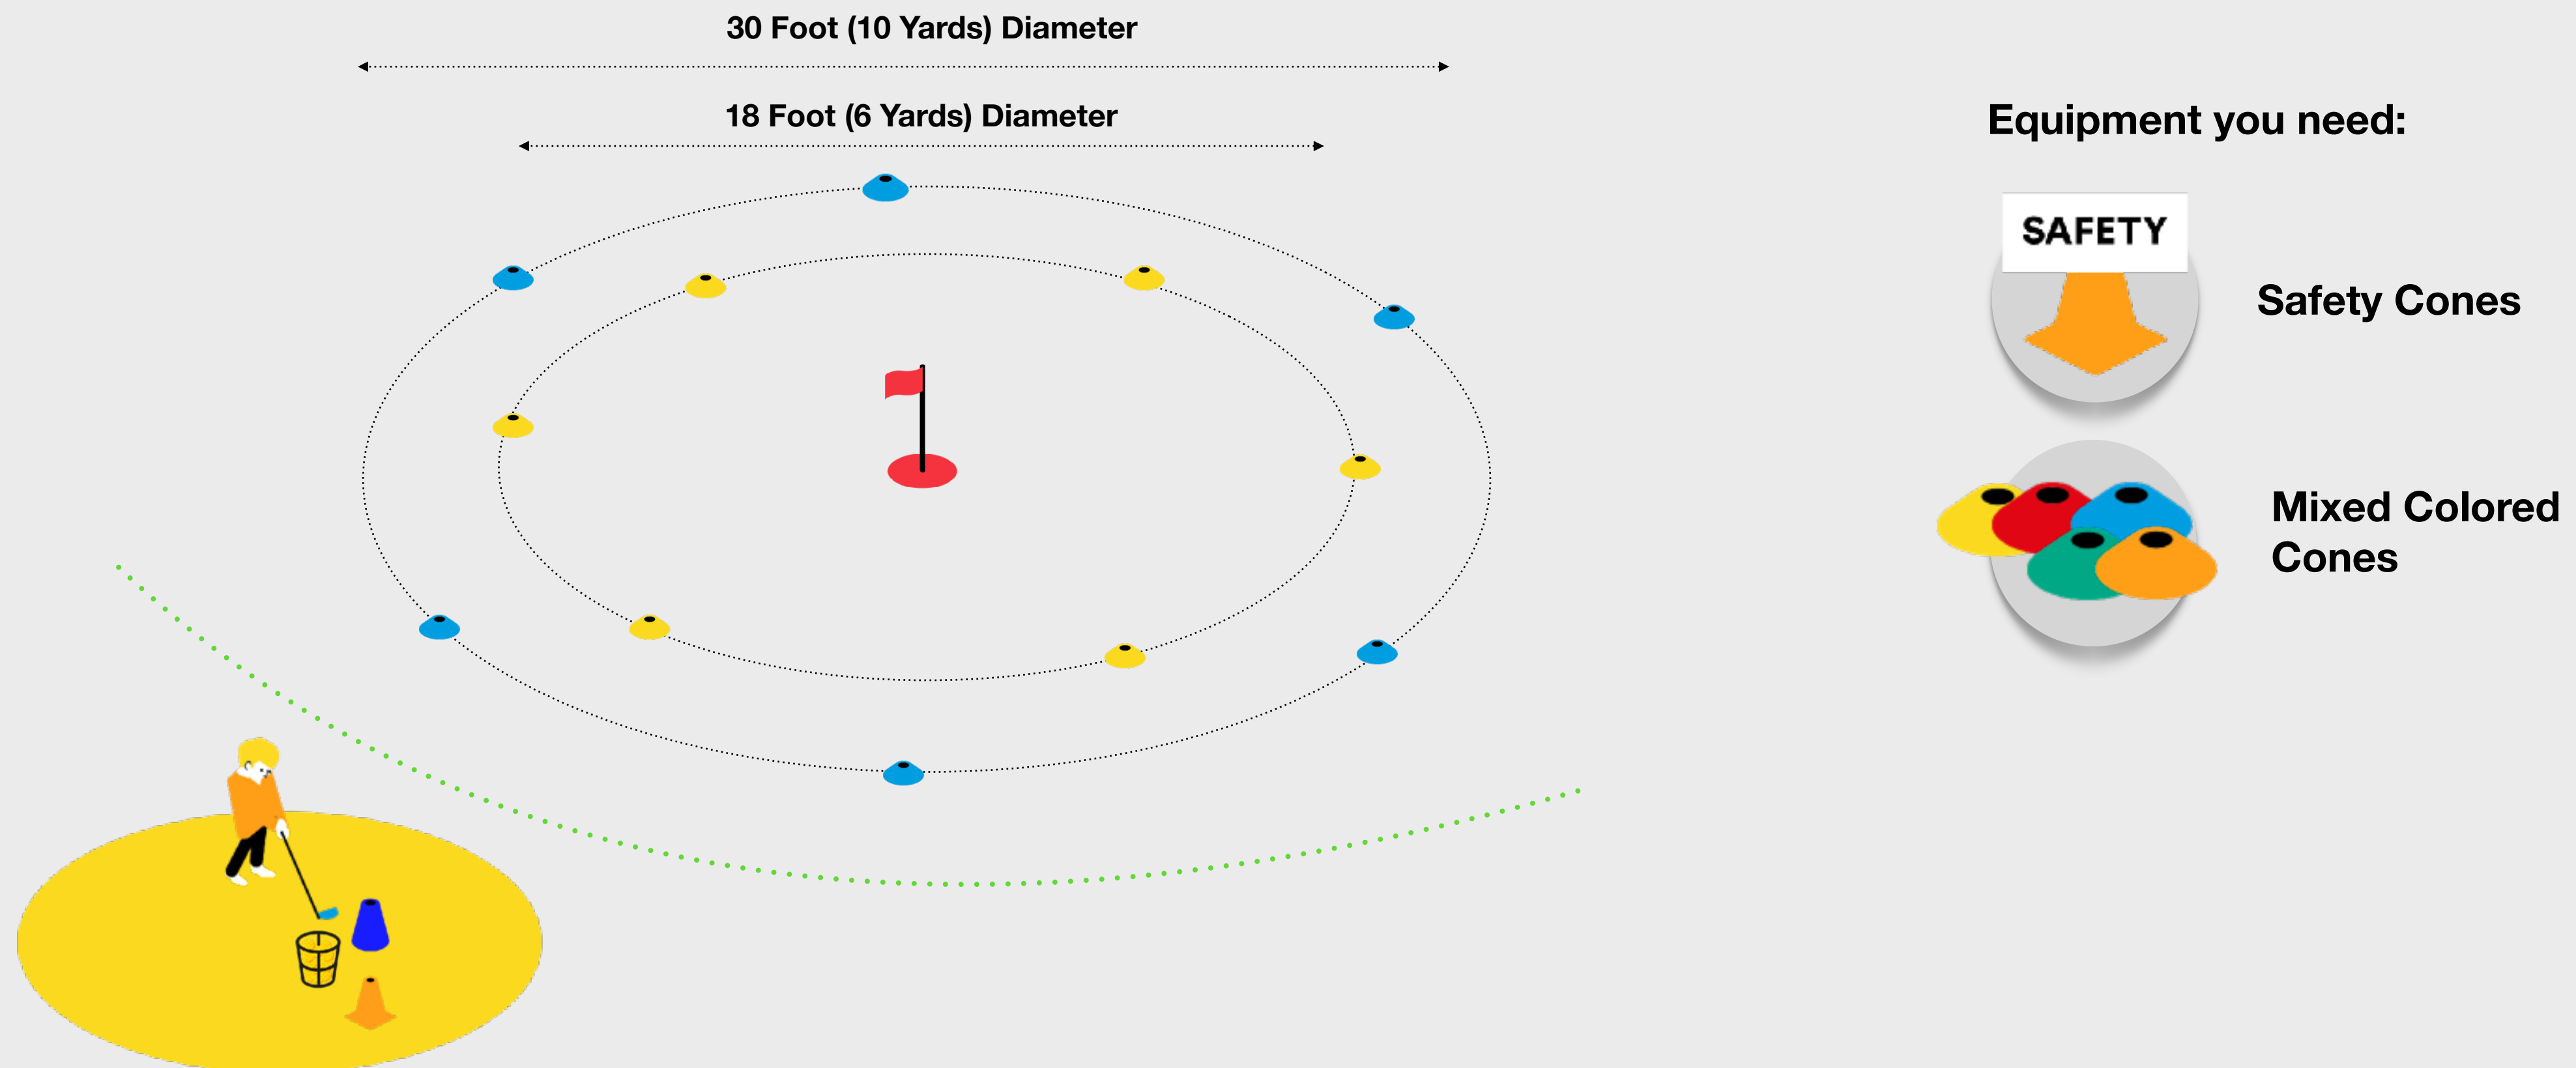 30 Foot (10 Yards) Diameter
18 Foot (6 Yards) Diameter
Equipment you need:
SAFETY
Safety Cones
Mixed Colored
Cones